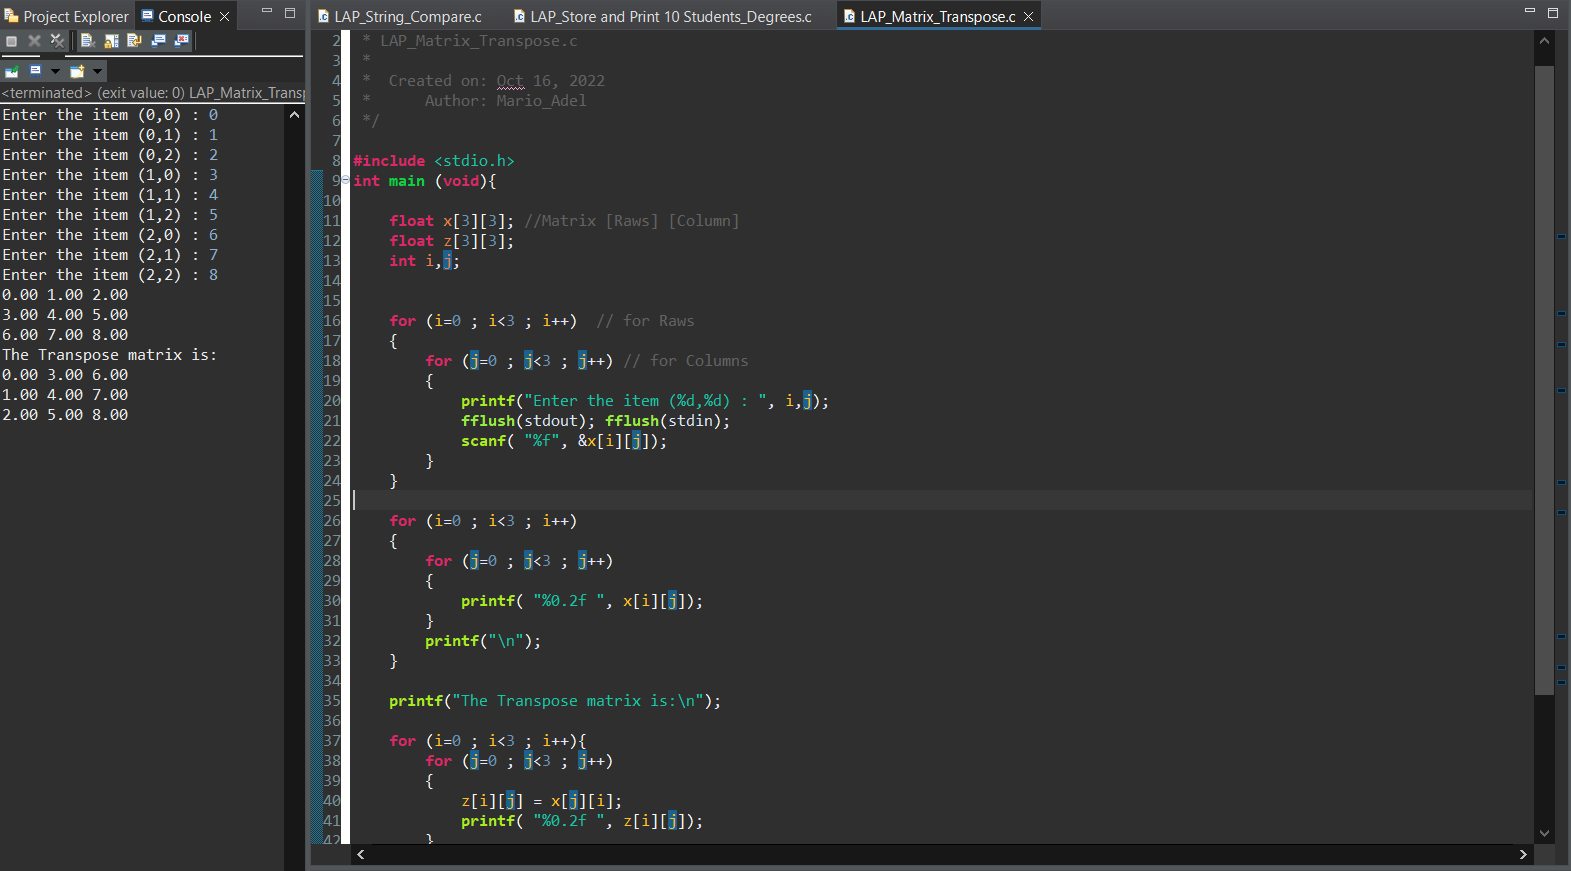 Project Explorer
Console
<terminated> (exit value: 0) LAP_Matrix_Transp
Enter the item (0,0) : 0
Enter the item (0,1) : 1
Enter the item (0,2) : 2
Enter the item (1,0) : 3
Enter the item (1,1) : 4
Enter the item (1,2) : 5
Enter the item (2,0) : 6
Enter the item (2,1) : 7
Enter the item (2,2) : 8
0.00 1.00 2.00
3.00 4.00 5.00
6.00 7.00 8.00
The Transpose matrix is:
0.00 3.00 6.00
1.00 4.00 7.00
2.00 5.00 8.00
LAP_String_Compare.c
LAP_Store and Print 10 Students_Degrees.c
LAP_Matrix_Transpose.c
2 * LAP_Matrix_Transpose.c
3 *
4 *  Created on: Oct 16, 2022
5 *      Author: Mario_Adel
6 */
7
8 #include <stdio.h>
9 int main (void){
10
11     float x[3][3]; //Matrix [Raws] [Column]
12     float z[3][3];
13     int i,j;
14
15
16     for (i=0 ; i<3 ; i++)  // for Raws
17     {
18         for (j=0 ; j<3 ; j++) // for Columns
19         {
20             printf("Enter the item (%d,%d) : ", i,j);
21             fflush(stdout); fflush(stdin);
22             scanf( "%f", &x[i][j]);
23         }
24     }
25
26     for (i=0 ; i<3 ; i++)
27     {
28         for (j=0 ; j<3 ; j++)
29         {
30             printf( "%0.2f ", x[i][j]);
31         }
32         printf("\n");
33     }
34
35     printf("The Transpose matrix is:\n");
36
37     for (i=0 ; i<3 ; i++){
38         for (j=0 ; j<3 ; j++)
39         {
40             z[i][j] = x[j][i];
41             printf( "%0.2f ", z[i][j]);
42         }